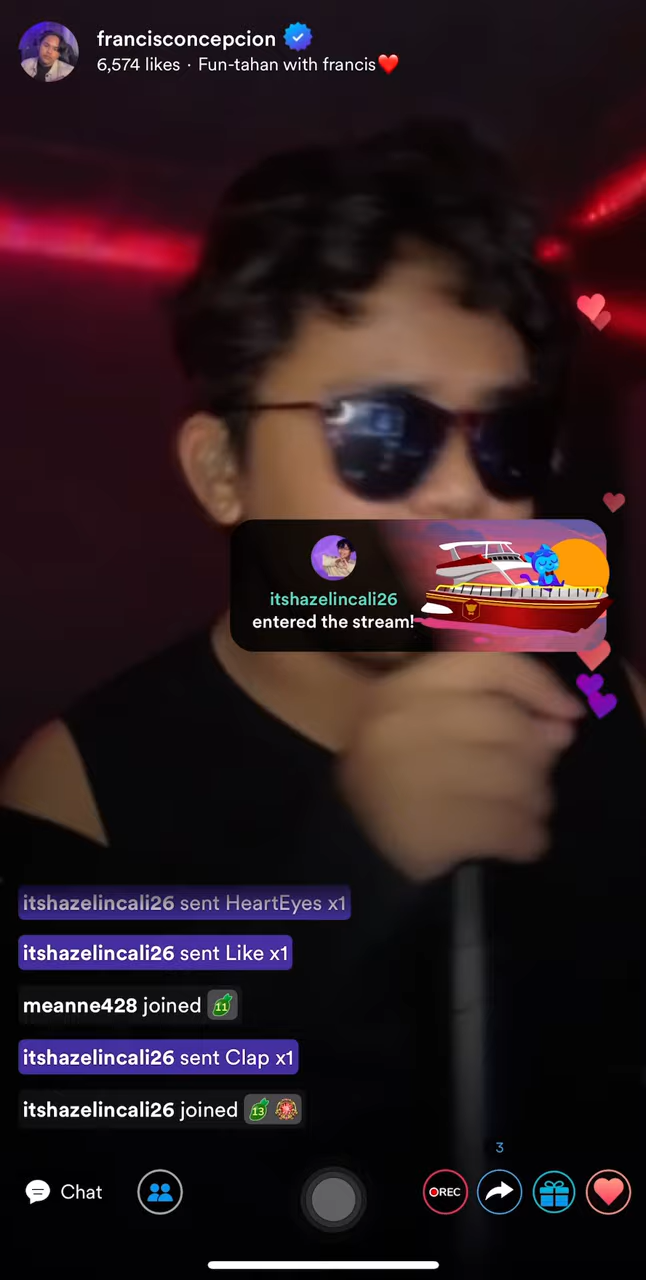 francisconcepcion
6,574 likes · Fun-tahan with francis❤️
itshazelincali26
entered the stream!
itshazelincali26 sent HeartEyes x1
itshazelincali26 sent Like x1
meanne428 joined 11
itshazelincali26 sent Clap x1
itshazelincali26 joined 13
3
Chat
REC